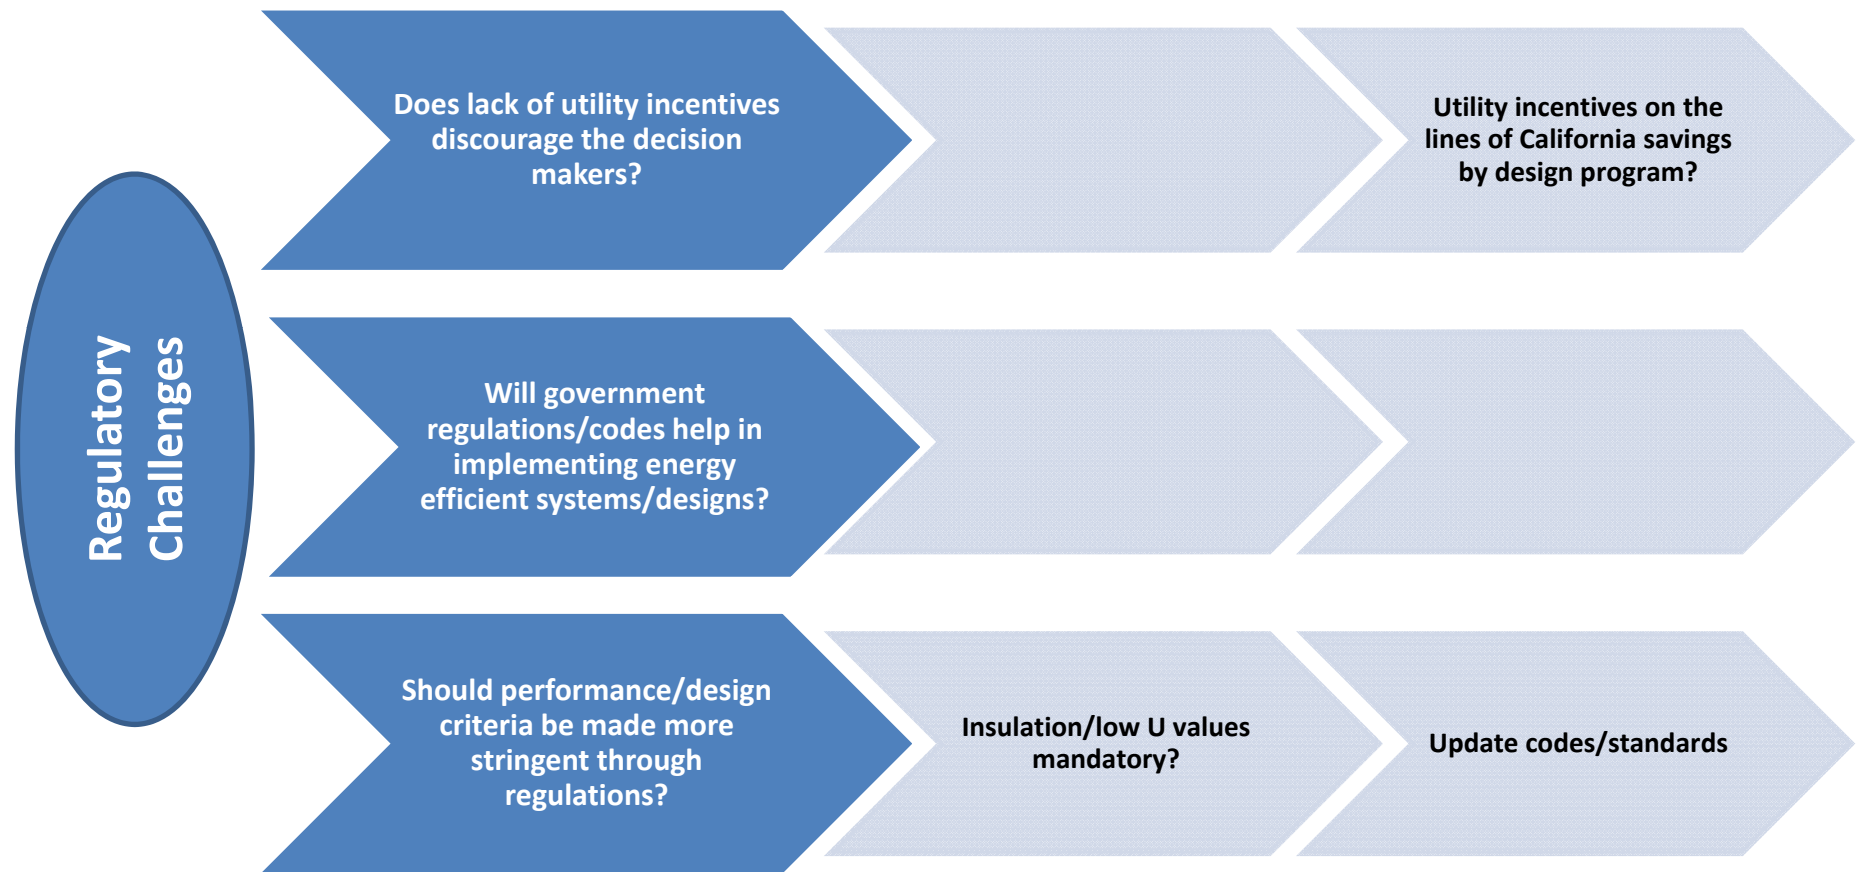 Regulatory
Challenges
Does lack of utility incentives
discourage the decision
makers?
Utility incentives on the
lines of California savings
by design program?
Will government
regulations/codes help in
implementing energy
efficient systems/designs?
Should performance/design
criteria be made more
stringent through
regulations?
Insulation/low U values
mandatory?
Update codes/standards